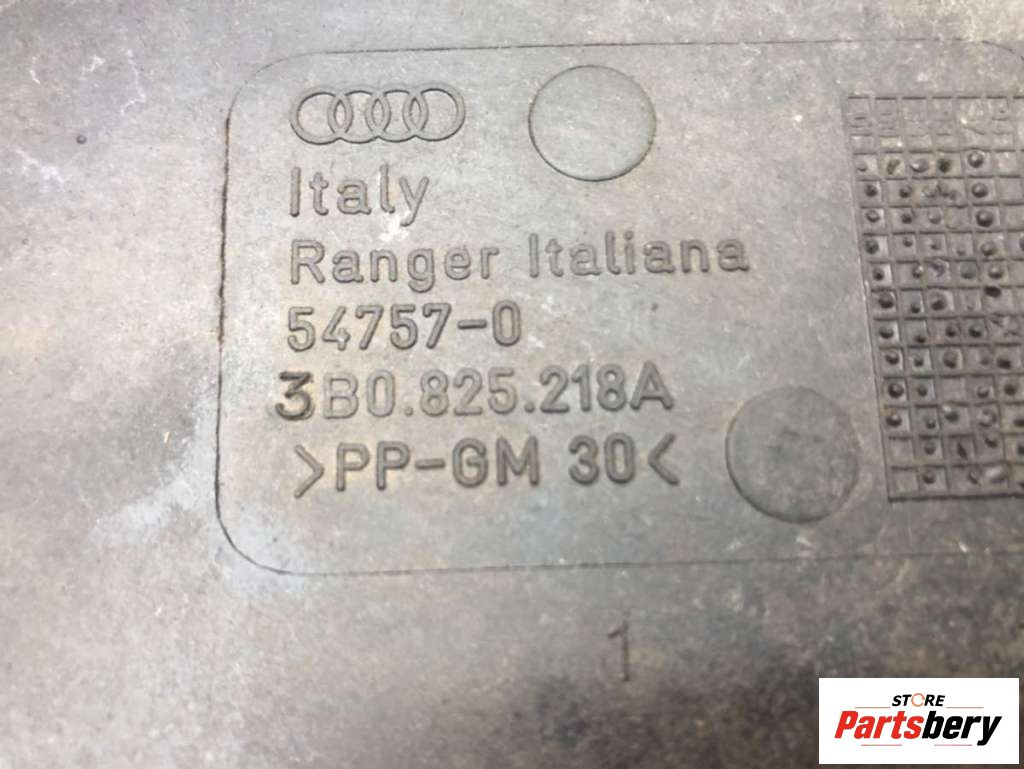 Italy
Ranger Italiana
54757-0
3B0.825.218A
>PP-GM 30<
1
STORE
Partsbery